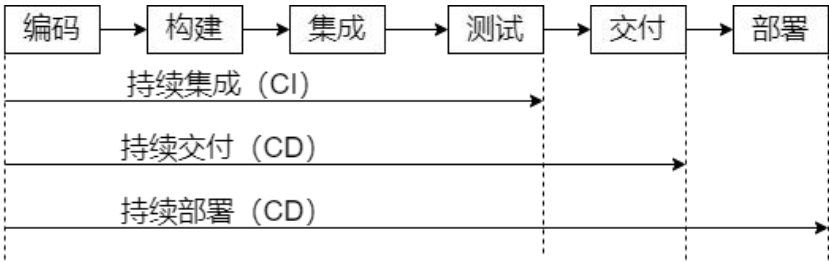 编码 构建 集成 测试 交付 部署
持续集成（CI）
持续交付（CD）
持续部署（CD）